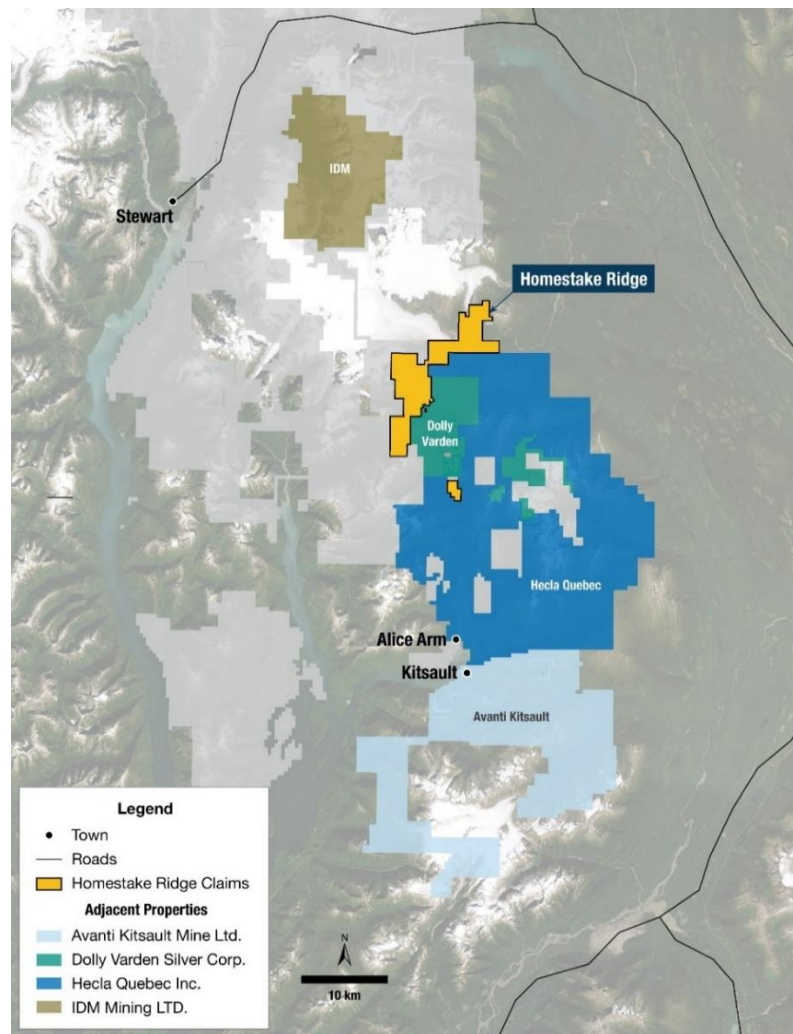 IDM
Stewart
Homestake Ridge
Dolly
Varden
Hecla Quebec
Alice Arm
Kitsault
Avanti Kitsault
Legend
Town
Roads
Homestake Ridge Claims
Adjacent Properties
Avanti Kitsault Mine Ltd.
Dolly Varden Silver Corp.
Hecla Quebec Inc.
IDM Mining LTD.
N
10 km